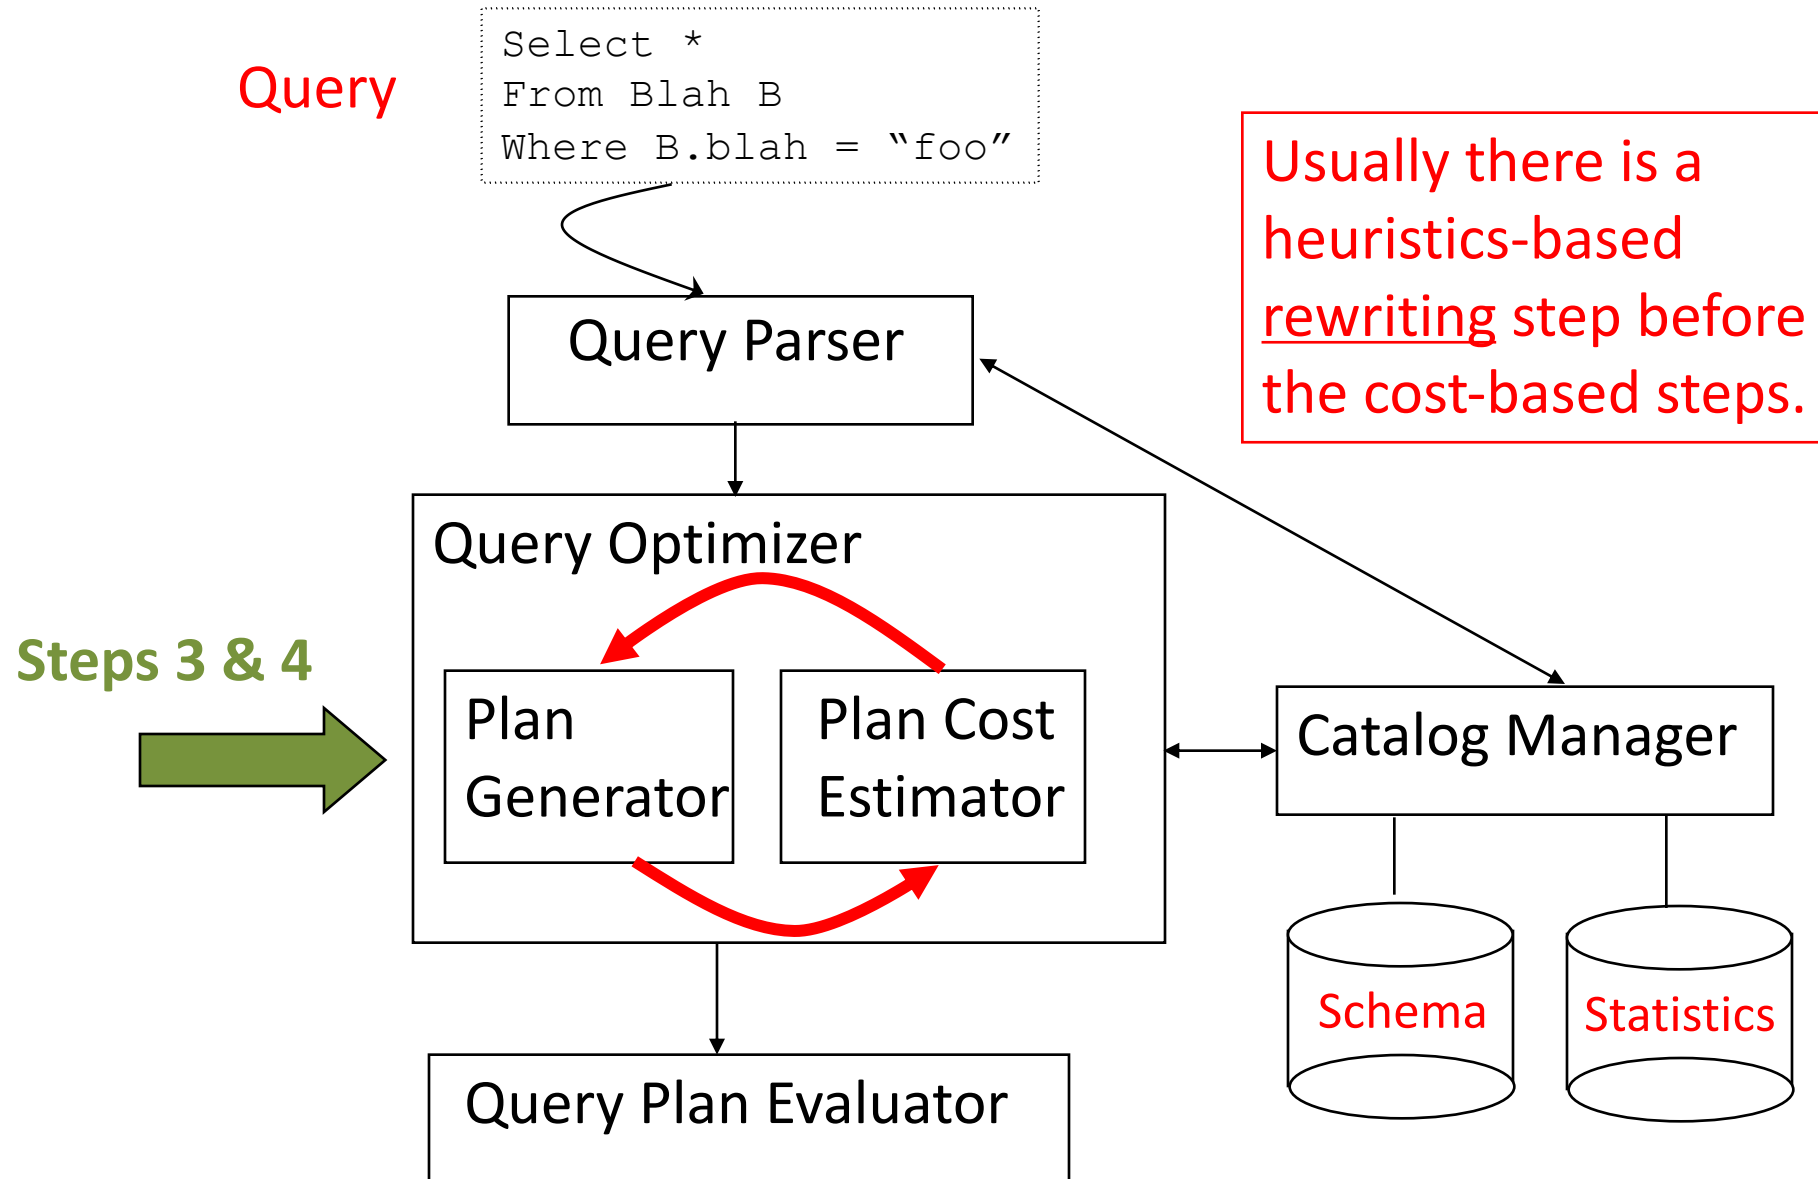 Query
Select *
From Blah B
Where B.blah = “foo”
Usually there is a
heuristics-based
rewriting step before
the cost-based steps.
Query Parser
Query Optimizer
Steps 3 & 4
Plan
Generator
Plan Cost
Estimator
Catalog Manager
Schema
Statistics
Query Plan Evaluator